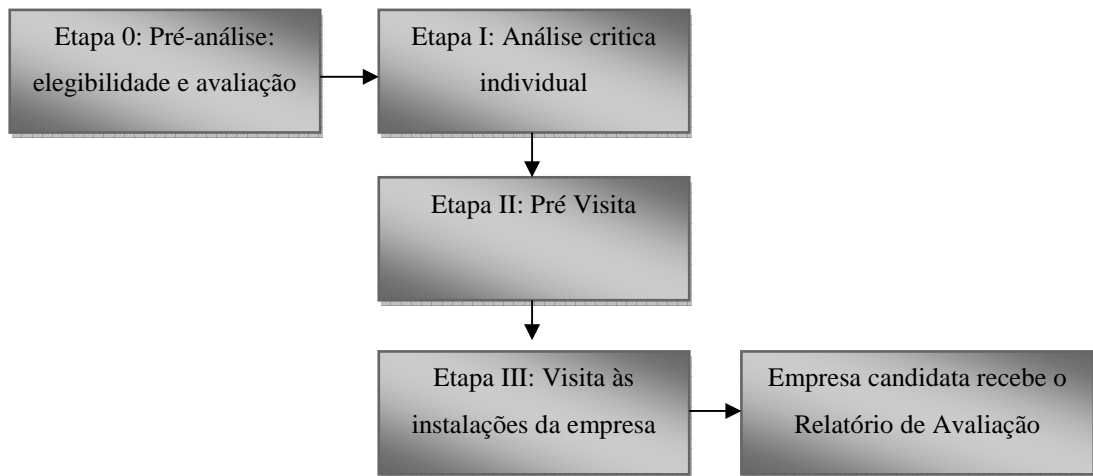 Etapa 0: Pré-análise:
elegibilidade e avaliação
Etapa I: Análise critica
individual
Etapa II: Pré Visita
Etapa III: Visita às
instalações da empresa
Empresa candidata recebe o
Relatório de Avaliação